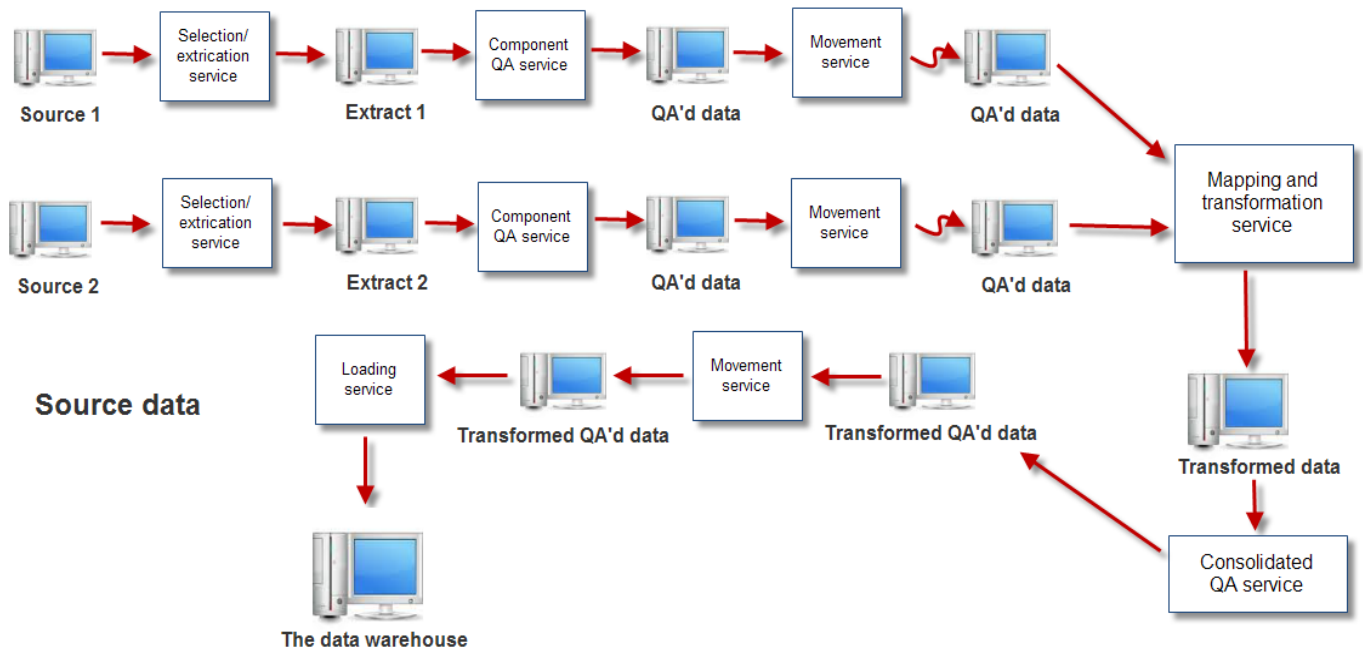 Selection/
extrication
service
Component
QA service
Movement
service
Source 1
Extract 1
QA'd data
QA'd data
Mapping and
transformation
service
Selection/
extrication
service
Component
QA service
Movement
service
Source 2
Extract 2
QA'd data
QA'd data
Loading
service
Movement
service
Source data
Transformed QA'd data
Transformed QA'd data
Transformed data
Consolidated
QA service
The data warehouse